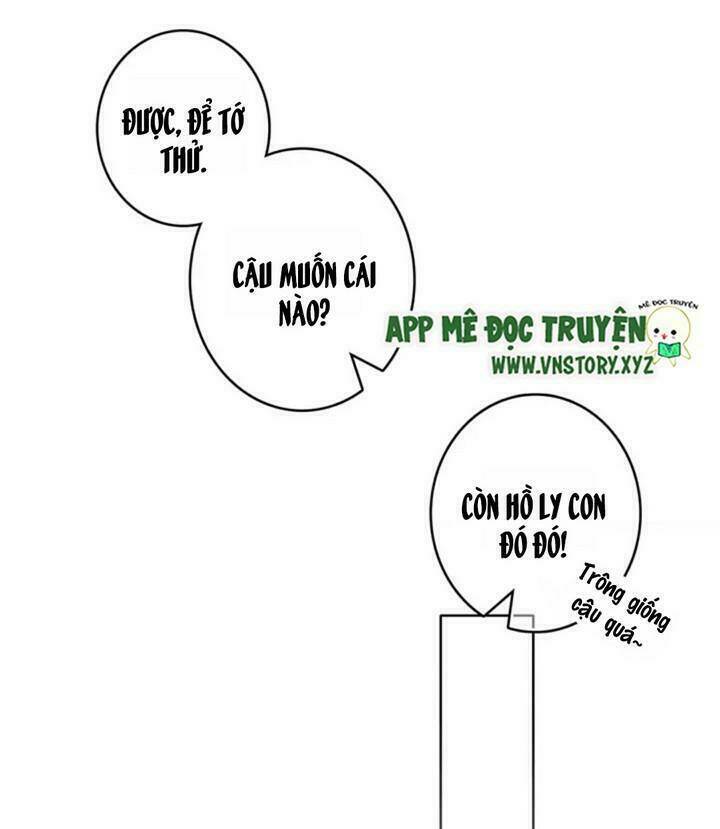 ĐƯỢC, ĐỂ TỚ
THỬ.
CẬU MUỐN CÁI
NÀO?
MÊ ĐỌC TRUYỆN
APP MÊ ĐỌC TRUYỆN
WWW.VNSTORY.XYZ
CÒN HỒ LY CON
ĐÓ ĐÓ!
Trông giống
cậu quá~